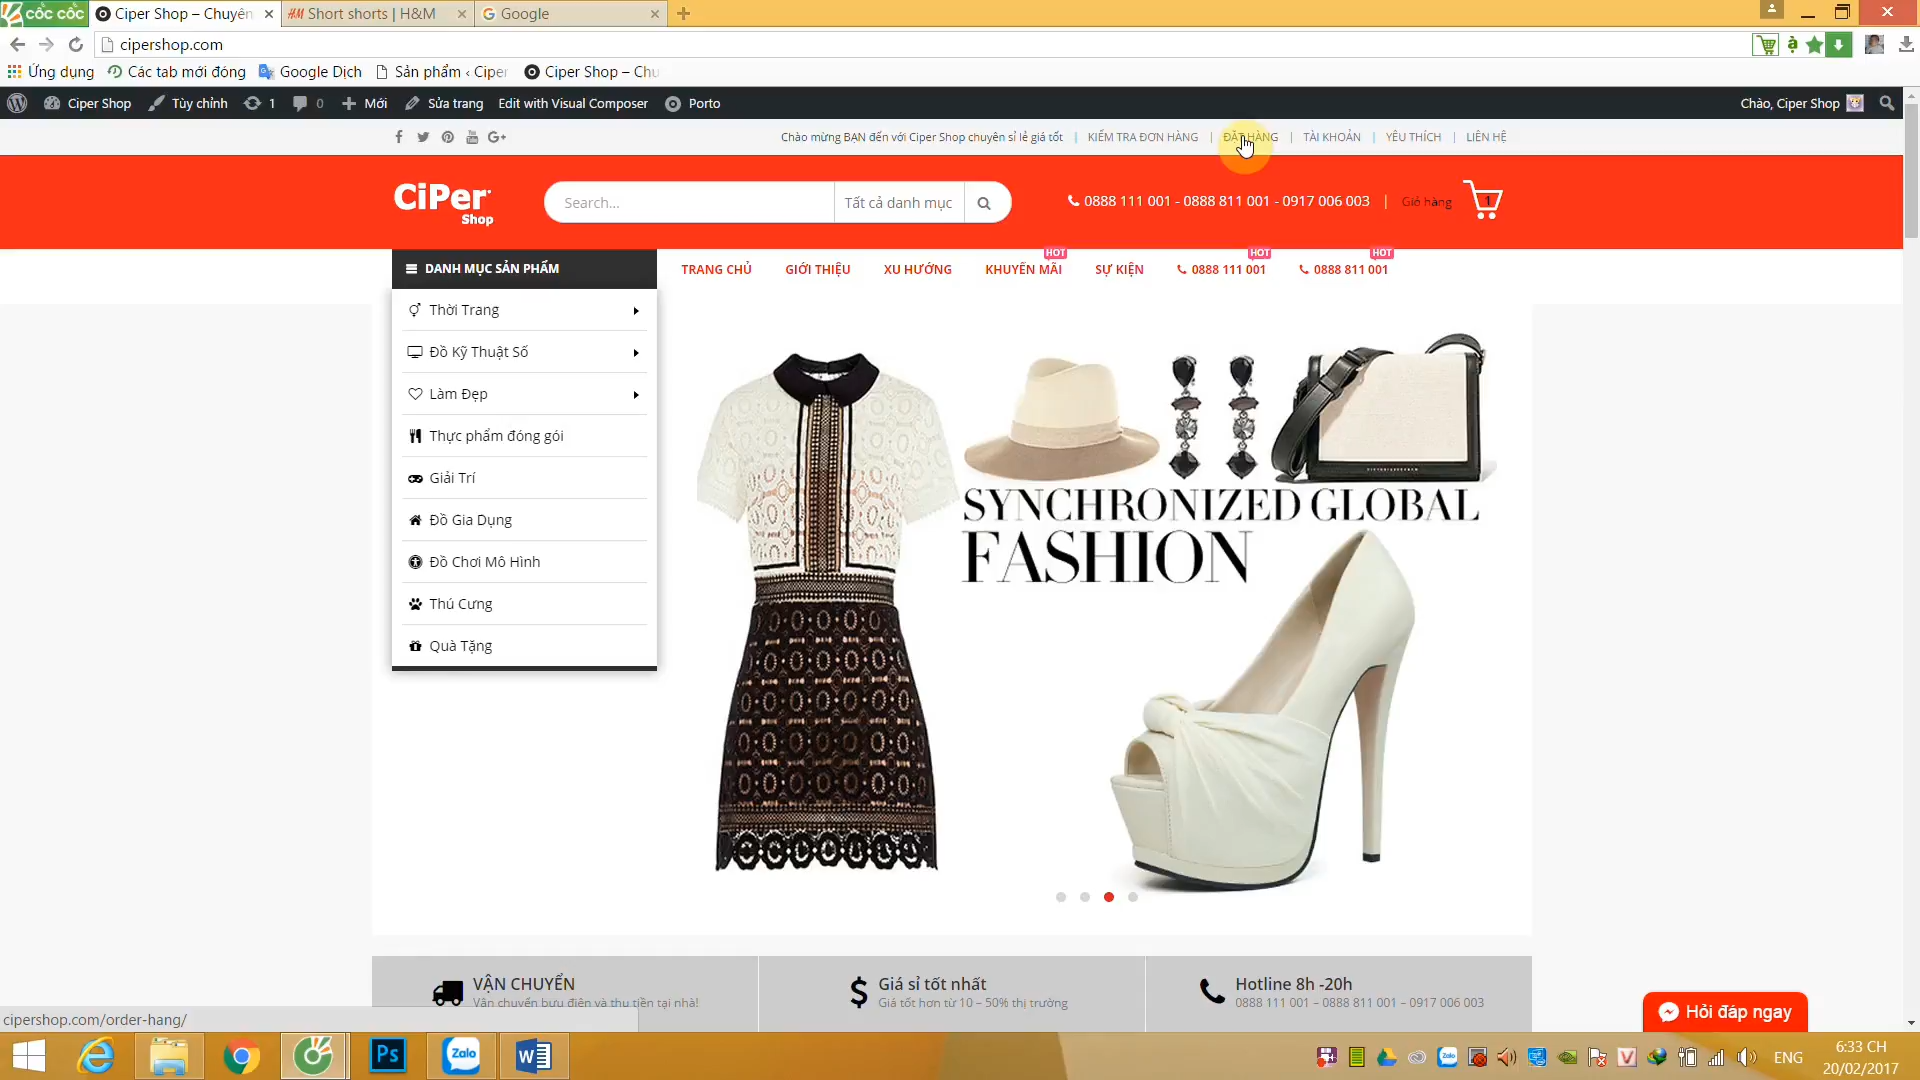 cốc cốc
Ciper Shop – Chuyên
H&M Short shorts | H&M
Google
cipershop.com
Ứng dụng
Các tab mới đóng
Google Dịch
Sản phẩm ‹ Ciper
Ciper Shop – Chu
Ciper Shop
Tùy chỉnh
1
0
Mới
Sửa trang
Edit with Visual Composer
Porto
Chào, Ciper Shop
Chào mừng BẠN đến với Ciper Shop chuyên sỉ lẻ giá tốt
KIỂM TRA ĐƠN HÀNG
ĐẶT HÀNG
TÀI KHOẢN
YÊU THÍCH
LIÊN HỆ
CiPer
Shop
Search...
Tất cả danh mục
0888 111 001 - 0888 811 001 - 0917 006 003
Giỏ hàng
1
DANH MỤC SẢN PHẨM
TRANG CHỦ
GIỚI THIỆU
XU HƯỚNG
KHUYẾN MÃI
HOT
SỰ KIỆN
0888 111 001
HOT
0888 811 001
HOT
Thời Trang
Đồ Kỹ Thuật Số
Làm Đẹp
Thực phẩm đóng gói
Giải Trí
Đồ Gia Dụng
Đồ Chơi Mô Hình
Thú Cưng
Quà Tặng
SYNCHRONIZED GLOBAL
FASHION
VẬN CHUYỂN
Vận chuyển bưu điện và thu tiền tại nhà!
Giá sỉ tốt nhất
Giá tốt hơn từ 10 – 50% thị trường
Hotline 8h -20h
0888 111 001 – 0888 811 001 – 0917 006 003
Hỏi đáp ngay
cipershop.com/order-hang/
Ps
Zalo
W
ENG
6:33 CH
20/02/2017